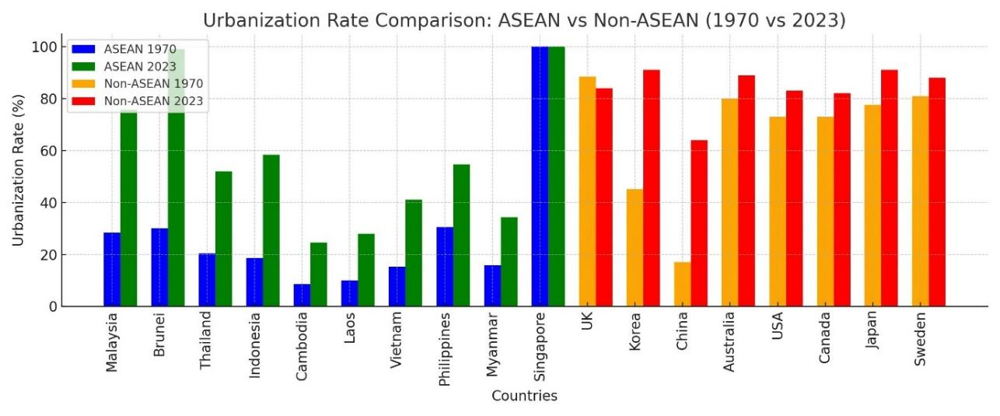 Urbanization Rate Comparison: ASEAN vs Non-ASEAN (1970 vs 2023)
ASEAN 1970
ASEAN 2023
Non-ASEAN 1970
Non-ASEAN 2023
Urbanization Rate (%)
100
80
60
40
20
0
Malaysia
Brunei
Thailand
Indonesia
Cambodia
Laos
Vietnam
Philippines
Myanmar
Singapore
UK
Korea
China
Australia
USA
Canada
Japan
Sweden
Countries